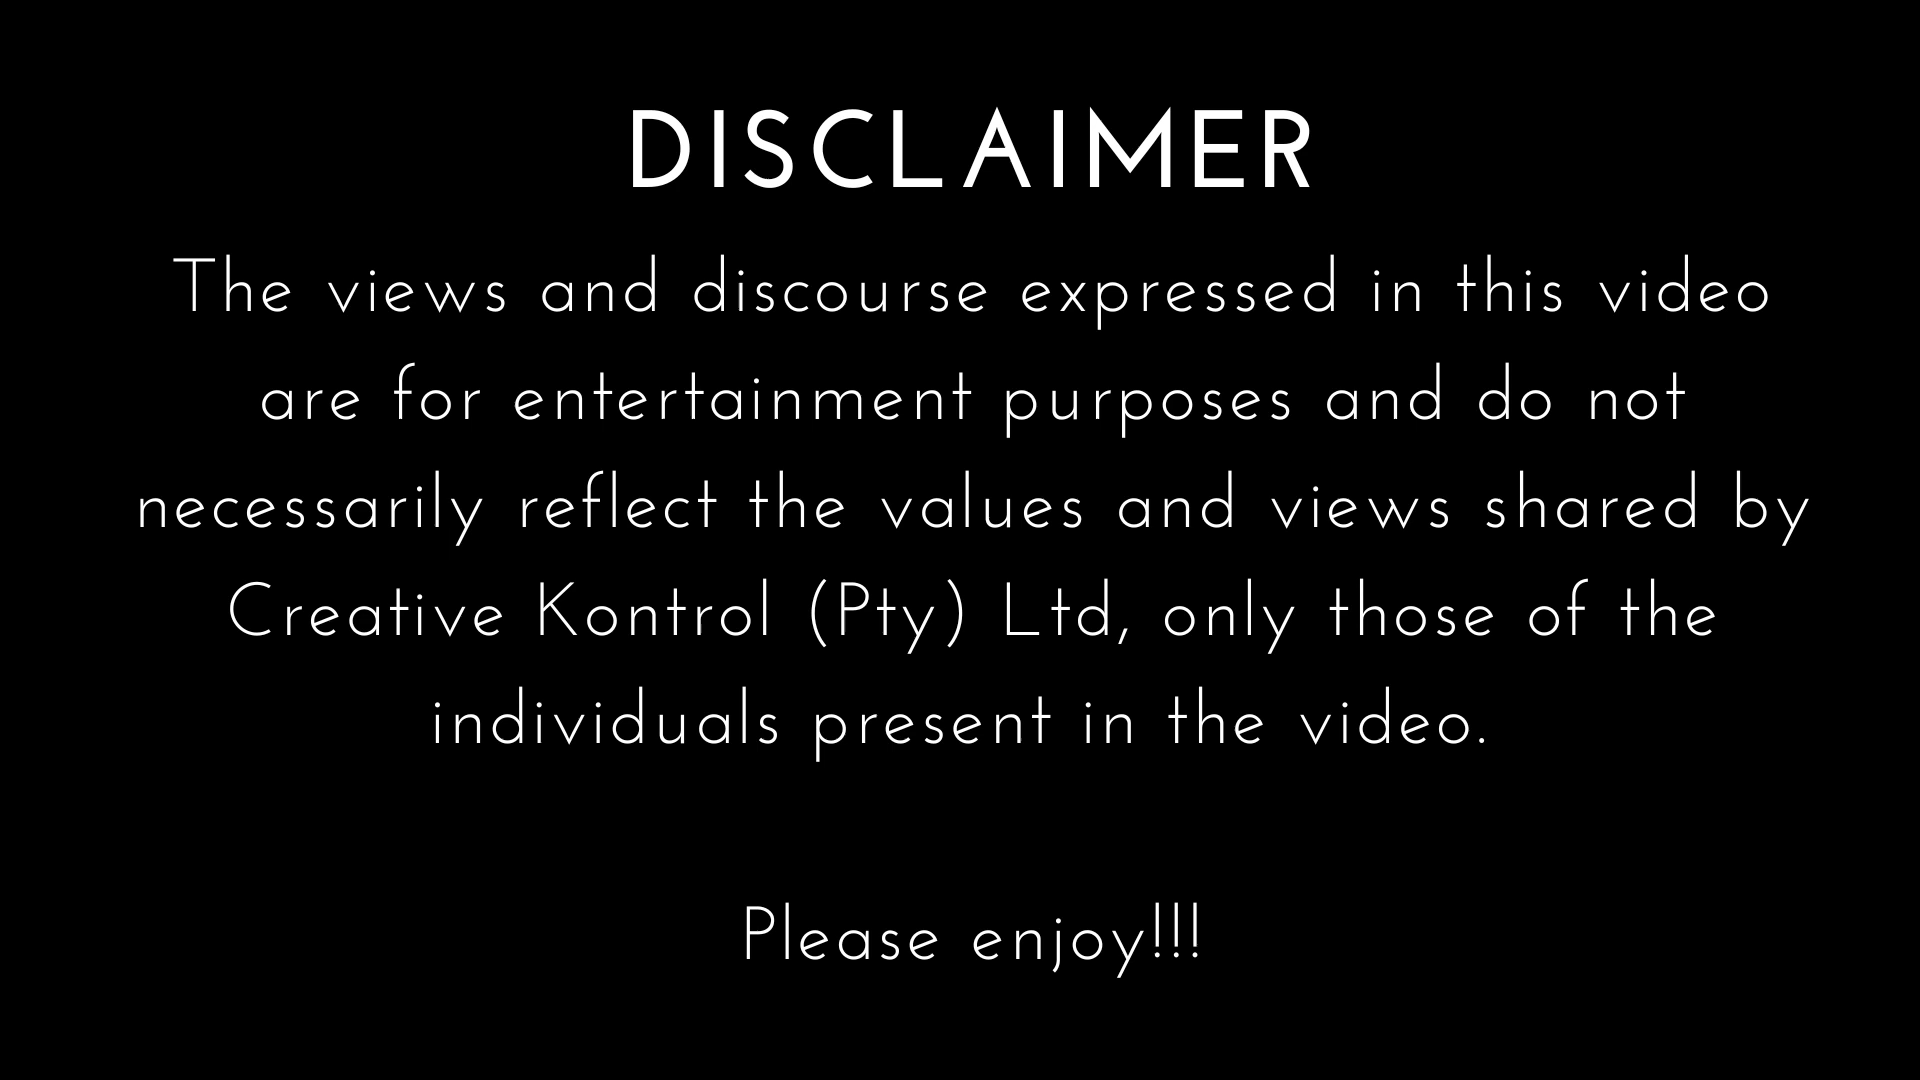 DISCLAIMER
The views and discourse expressed in this video
are for entertainment purposes and do not
necessarily reflect the values and views shared by
Creative Kontrol (Pty) Ltd, only those of the
individuals present in the video.
Please enjoy!!!